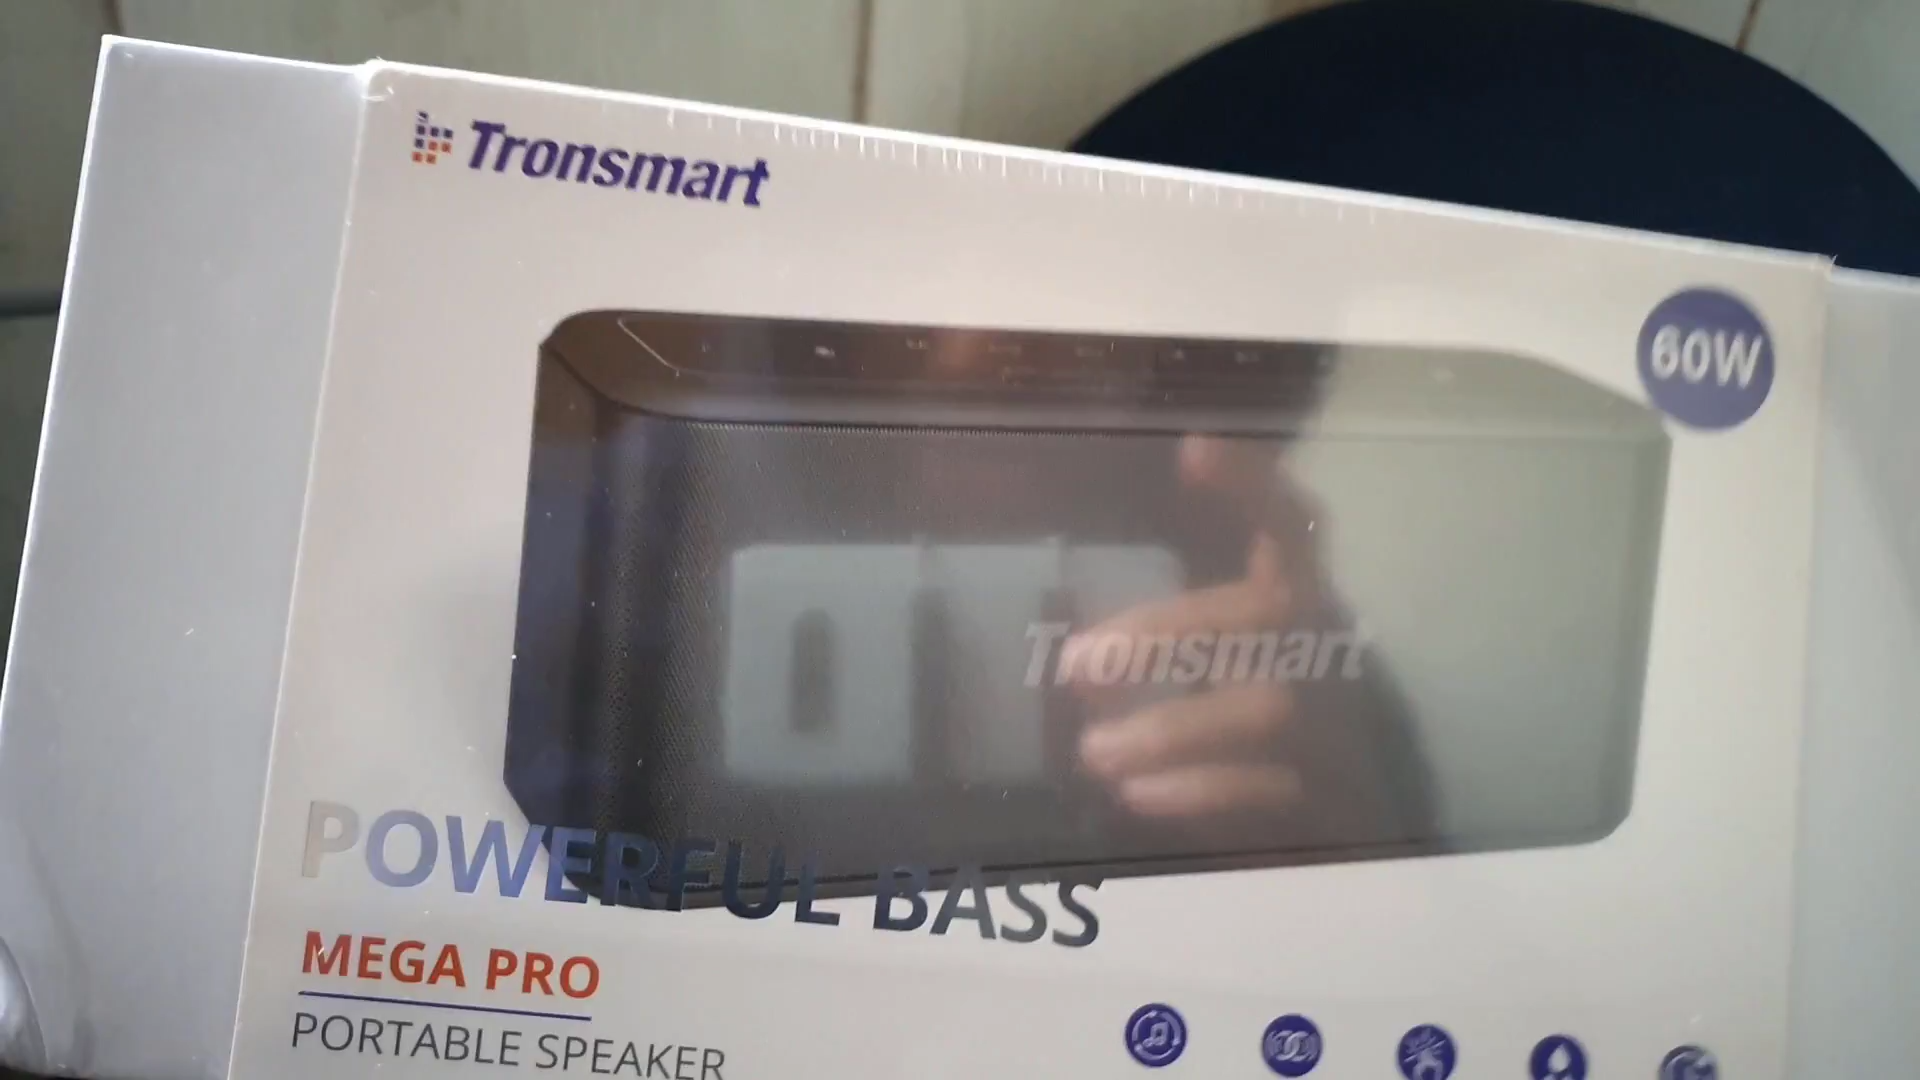 Tronsmart
60W
Tronsmart
POWERFUL BASS
MEGA PRO
PORTABLE SPEAKER